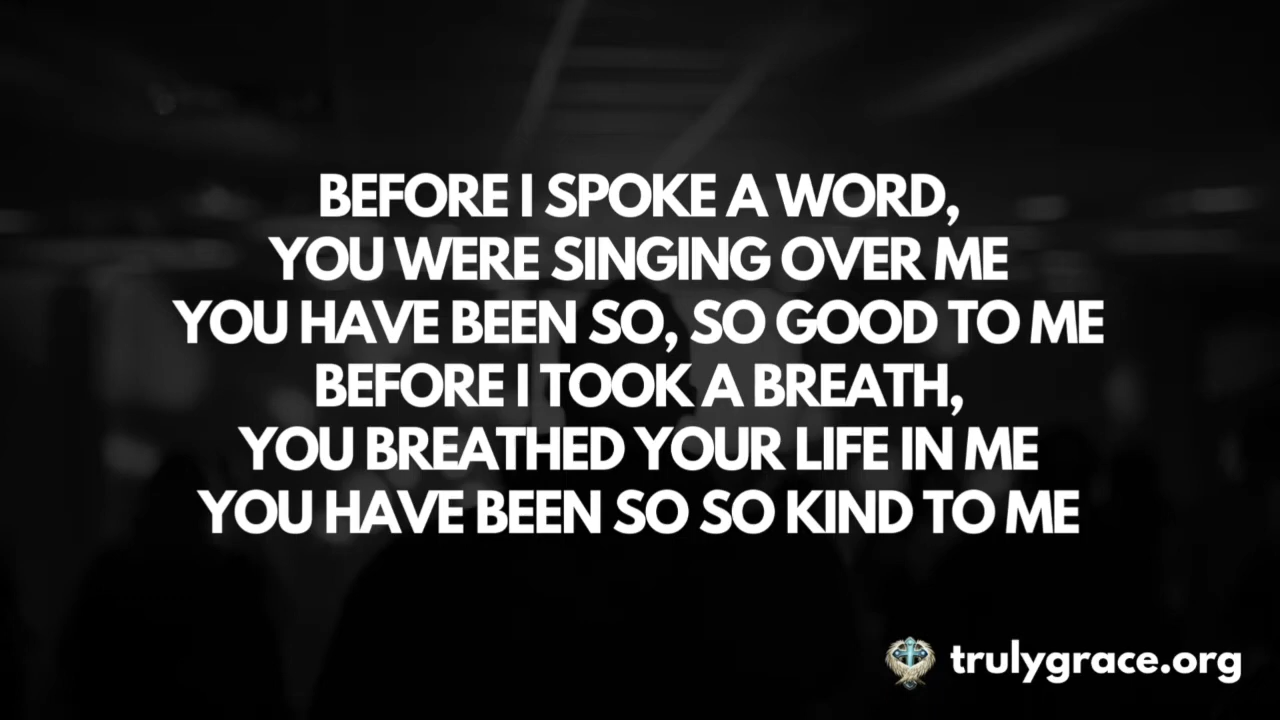 BEFORE I SPOKE A WORD,
YOU WERE SINGING OVER ME
YOU HAVE BEEN SO, SO GOOD TO ME
BEFORE I TOOK A BREATH,
YOU BREATHED YOUR LIFE IN ME
YOU HAVE BEEN SO SO KIND TO ME
trulygrace.org